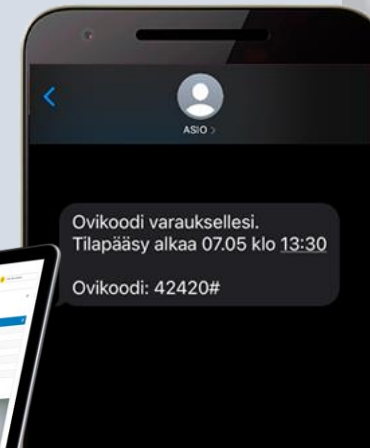 ASIO >
Ovikoodi varauksellesi.
Tilapääsy alkaa 07.05 klo 13:30
Ovikoodi: 42420#